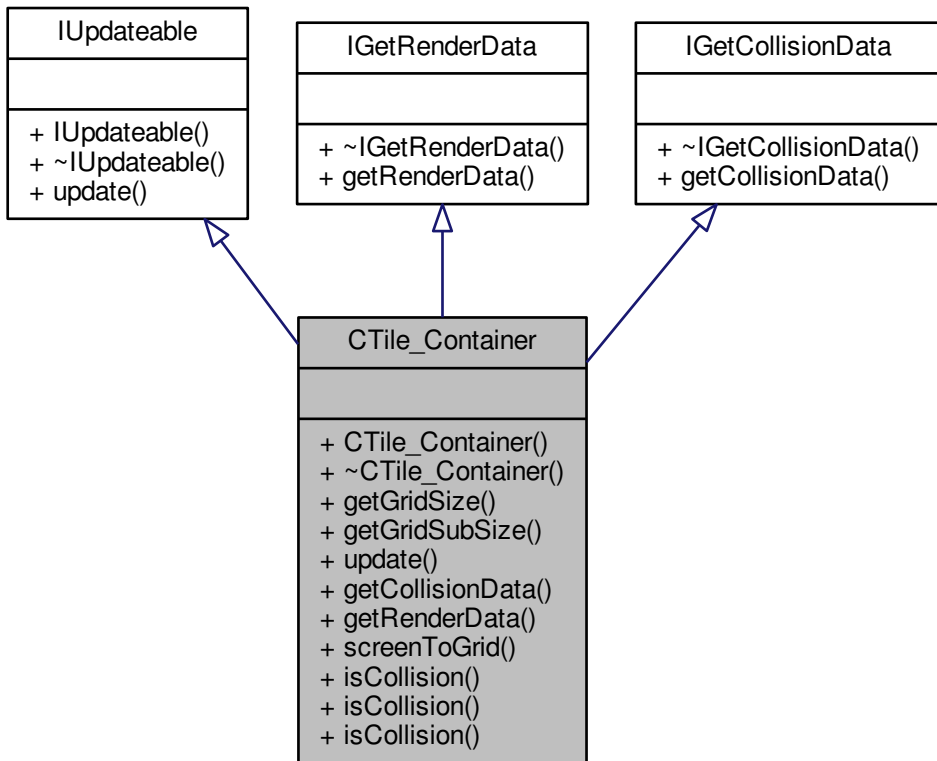 IUpdateable
+ IUpdateable()
+ ~IUpdateable()
+ update()
IGetRenderData
+ ~IGetRenderData()
+ getRenderData()
IGetCollisionData
+ ~IGetCollisionData()
+ getCollisionData()
CTile_Container
+ CTile_Container()
+ ~CTile_Container()
+ getGridSize()
+ getGridSubSize()
+ update()
+ getCollisionData()
+ getRenderData()
+ screenToGrid()
+ isCollision()
+ isCollision()
+ isCollision()